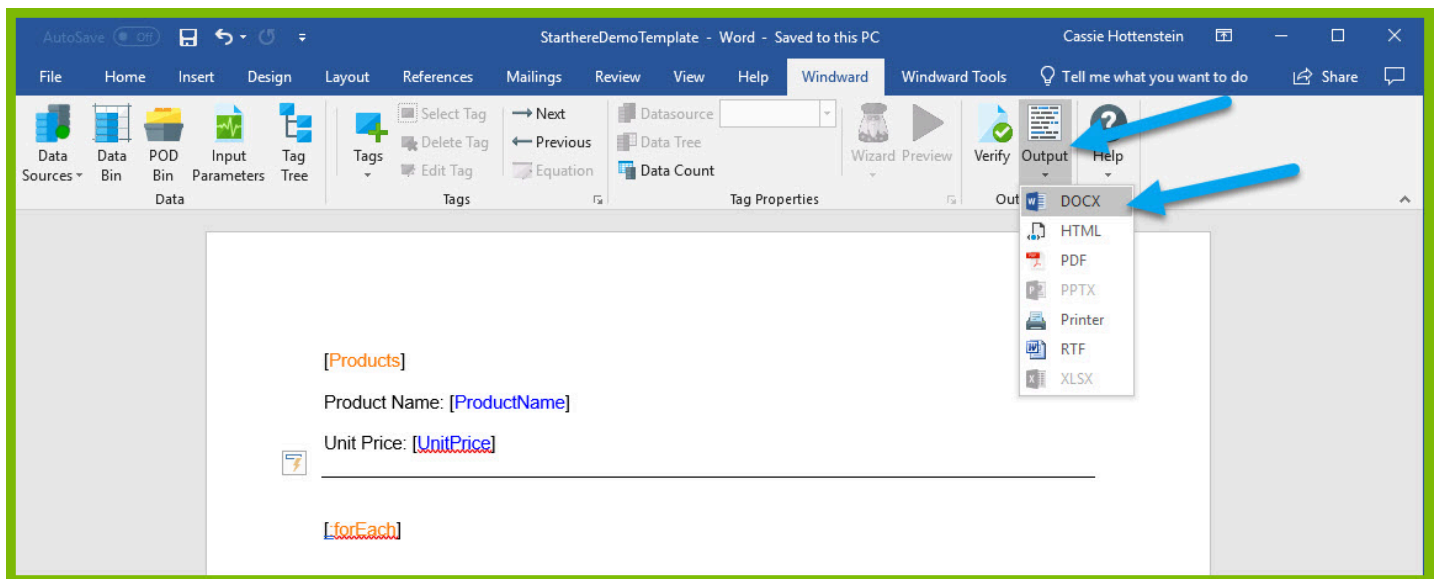 AutoSave Off StarthereDemoTemplate - Word - Saved to this PC Cassie Hottenstein
File Home Insert Design Layout References Mailings Review View Help Windward Windward Tools Tell me what you want to do Share
Data Sources
Data Bin
POD Bin
Input Parameters
Tag Tree
Data
Tags
Select Tag
Delete Tag
Edit Tag
Next
Previous
Equation
Tags
Datasource
Data Tree
Data Count
Wizard
Preview
Tag Properties
Verify
Output
Help
Out
DOCX
HTML
PDF
PPTX
Printer
RTF
XLSX
[Products]
Product Name: [ProductName]
Unit Price: [UnitPrice]
[:forEach]